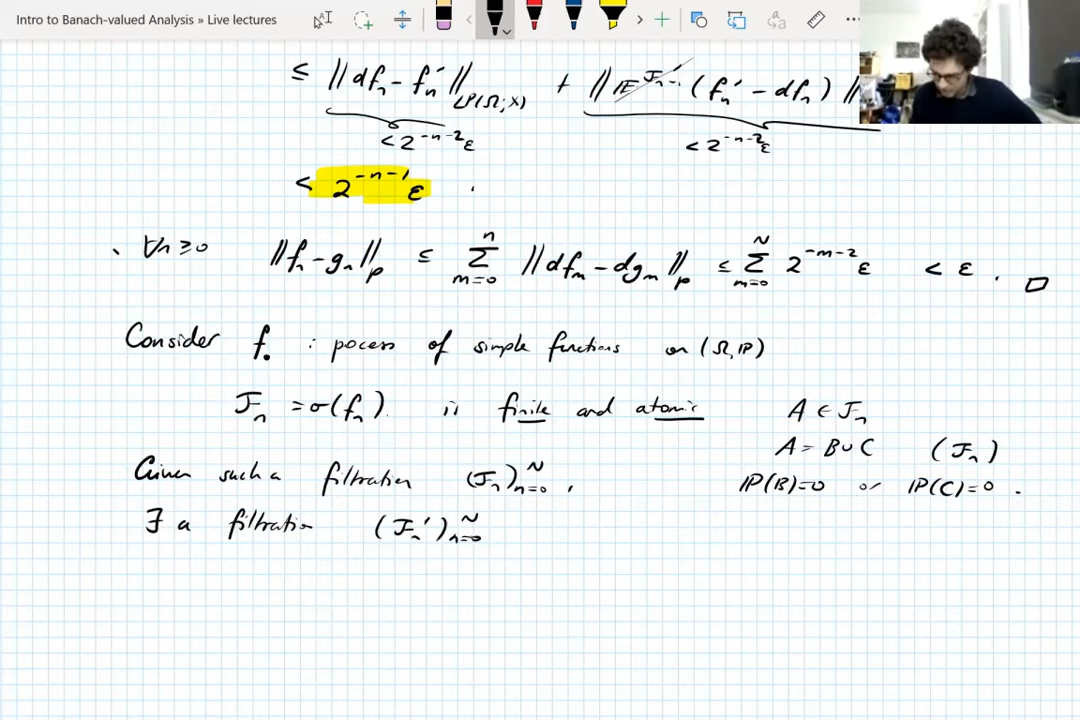 Intro to Banach-valued Analysis » Live lectures
≤ ‖df_n - f_n'‖_{L^p(Ω;X)} + ‖E^{F_{n-1}} (f_n' - df_n)‖
< 2^{-n-2}ε < 2^{-n-2}ε
< 2^{-n-1}ε .
∀n ≥ 0 ‖f_n - g_n‖_p ≤ Σ_{m=0}^{n} ‖df_m - dg_m‖_p ≤ Σ_{m=0}^{N} 2^{-m-2}ε < ε . □
Consider f. : pocess of simple functions on (Ω, P)
F_n = σ(f_n). is finite and atomic A ∈ F_n
A = B ∪ C (F_n)
Given such a filtration (F_n)_{n=0}^N , P(B)=0 or P(C)=0 .
∃ a filtration (F_n')_{n=0}^N